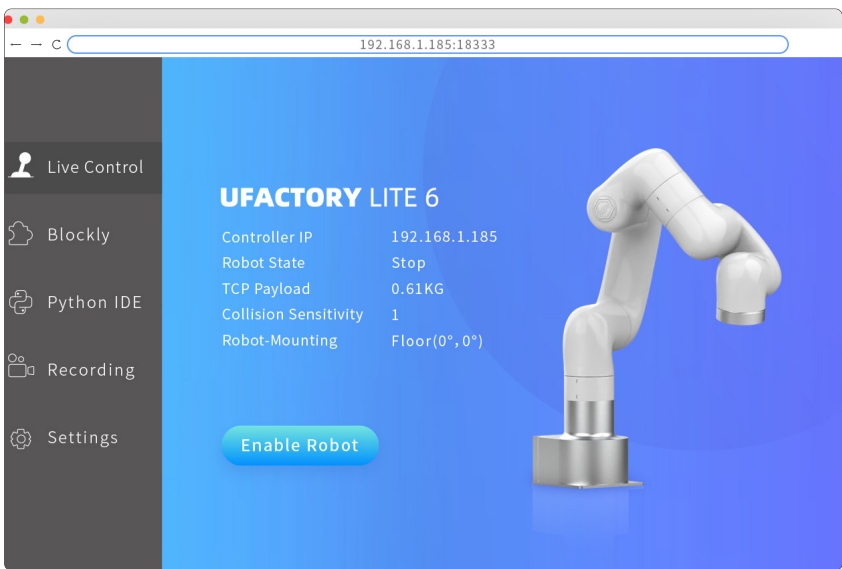 192.168.1.185:18333
Live Control
Blockly
Python IDE
Recording
Settings
UFACTORY LITE 6
Controller IP 192.168.1.185
Robot State Stop
TCP Payload 0.61KG
Collision Sensitivity 1
Robot-Mounting Floor(0°,0°)
Enable Robot